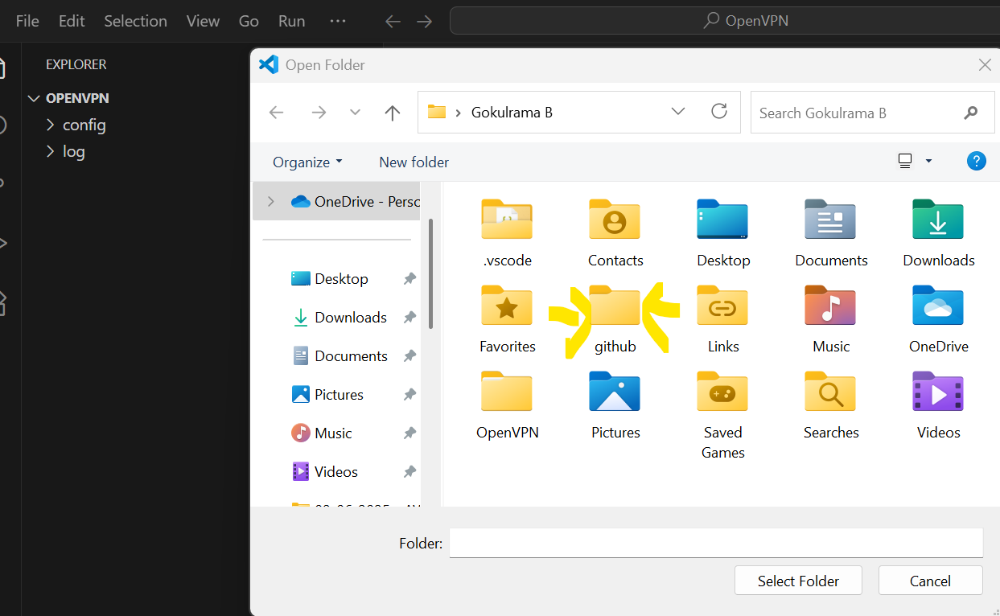 File Edit Selection View Go Run ···
OpenVPN
EXPLORER
OPENVPN
config
log
Open Folder
Gokulrama B
Search Gokulrama B
Organize
New folder
?
OneDrive - Perso
Desktop
Downloads
Documents
Pictures
Music
Videos
.vscode
Contacts
Desktop
Documents
Downloads
Favorites
github
Links
Music
OneDrive
OpenVPN
Pictures
Saved
Games
Searches
Videos
Folder:
Select Folder
Cancel